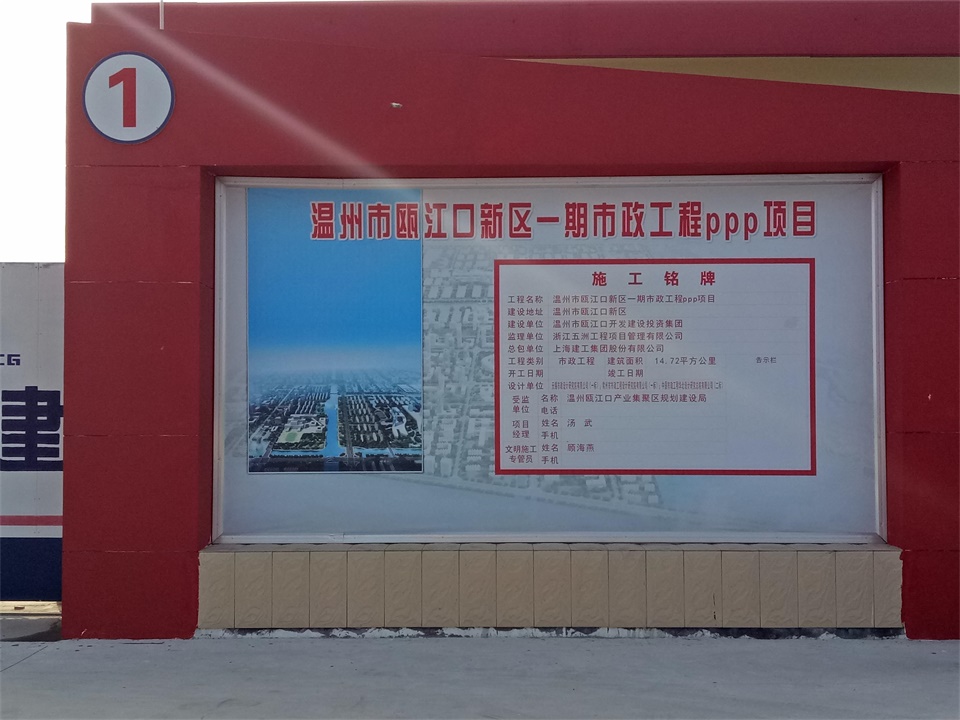 1
温州市瓯江口新区一期市政工程ppp项目
施工铭牌
工程名称 温州市瓯江口新区一期市政工程ppp项目
建设地址 温州市瓯江口新区
建设单位 温州市瓯江口开发建设投资集团
监理单位 浙江五洲工程项目管理有限公司
总包单位 上海建工集团股份有限公司
工程类别 市政工程 建筑面积 14.72平方公里 告示栏
开工日期 竣工日期
设计单位
受监单位 名称 温州瓯江口产业集聚区规划建设局
电话
项目经理 姓名 汤 武
手机
文明施工专管员 姓名 顾海燕
手机
CG
建